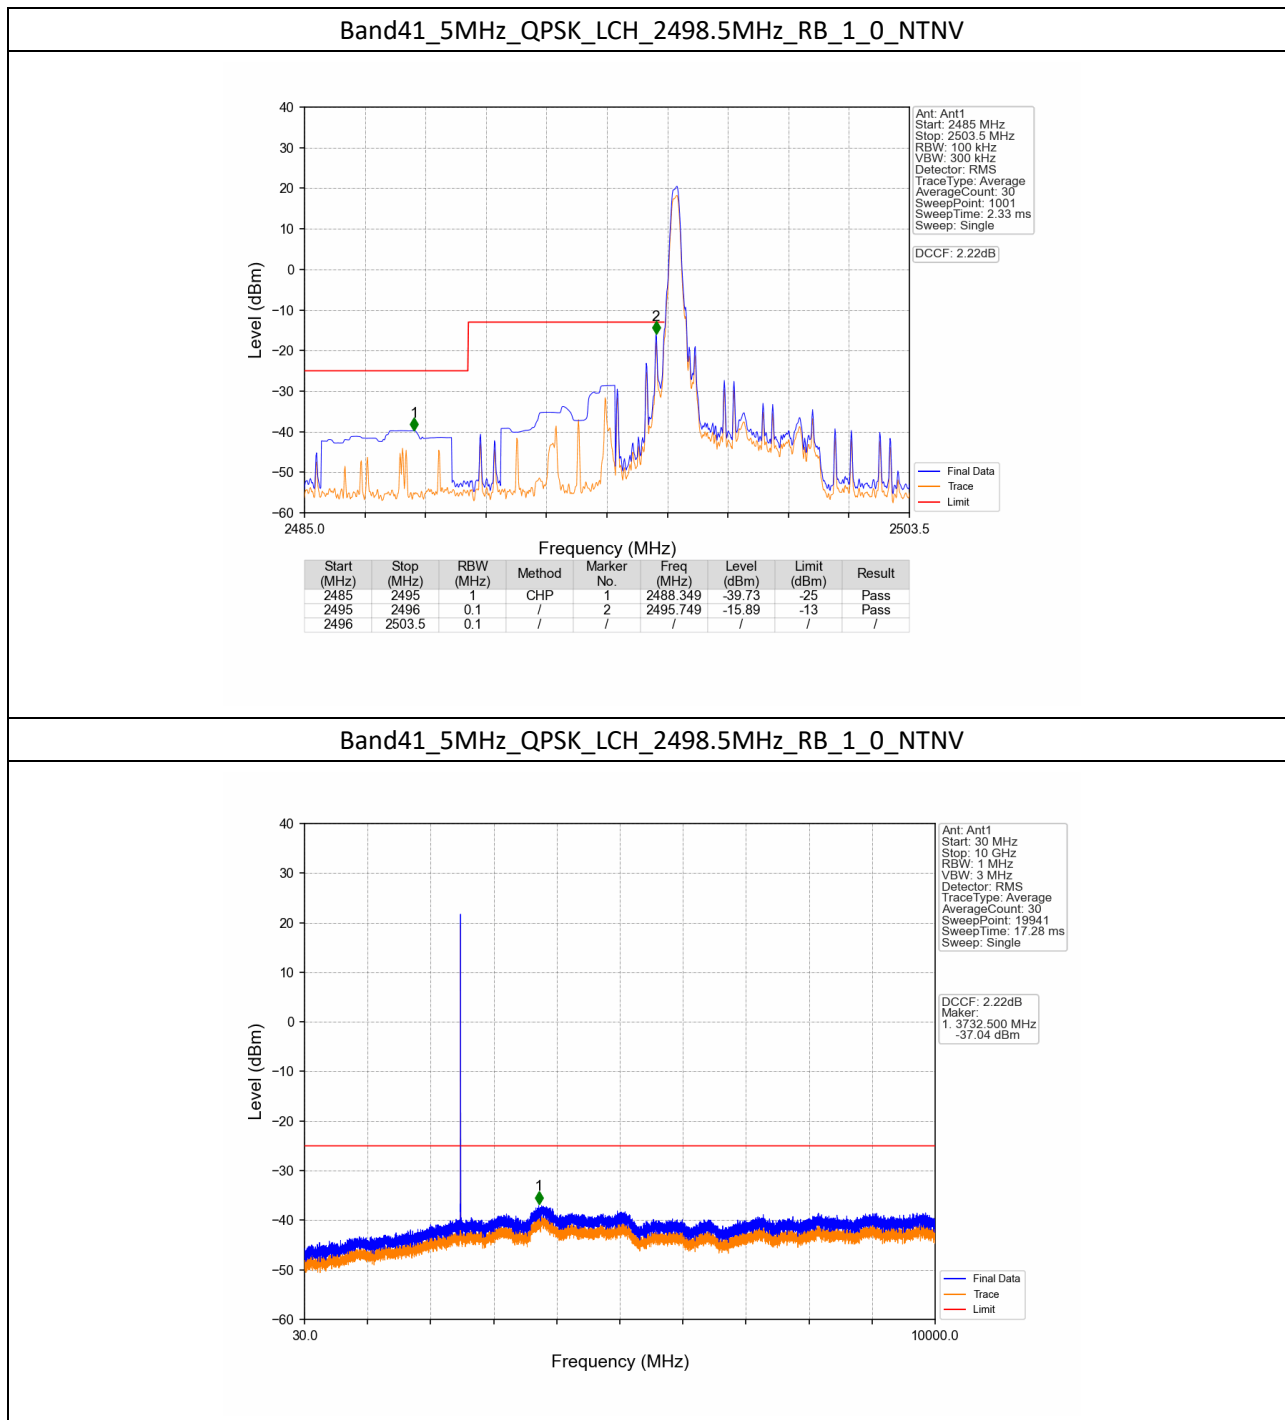 Band41_5MHz_QPSK_LCH_2498.5MHz_RB_1_0_NTNV
40
30
20
10
0
−10
−20
−30
−40
−50
−60
Level (dBm)
1
2
2485.0
2503.5
Frequency (MHz)
Ant: Ant1
Start: 2485 MHz
Stop: 2503.5 MHz
RBW: 100 kHz
VBW: 300 kHz
Detector: RMS
TraceType: Average
AverageCount: 30
SweepPoint: 1001
SweepTime: 2.33 ms
Sweep: Single
DCCF: 2.22dB
Final Data
Trace
Limit
Start (MHz) Stop (MHz) RBW (MHz) Method Marker No. Freq (MHz) Level (dBm) Limit (dBm) Result
2485 2495 1 CHP 1 2488.349 -39.73 -25 Pass
2495 2496 0.1 / 2 2495.749 -15.89 -13 Pass
2496 2503.5 0.1 / / / / / /
Band41_5MHz_QPSK_LCH_2498.5MHz_RB_1_0_NTNV
40
30
20
10
0
−10
−20
−30
−40
−50
−60
Level (dBm)
1
30.0
10000.0
Frequency (MHz)
Ant: Ant1
Start: 30 MHz
Stop: 10 GHz
RBW: 1 MHz
VBW: 3 MHz
Detector: RMS
TraceType: Average
AverageCount: 30
SweepPoint: 19941
SweepTime: 17.28 ms
Sweep: Single
DCCF: 2.22dB
Maker:
1. 3732.500 MHz
-37.04 dBm
Final Data
Trace
Limit